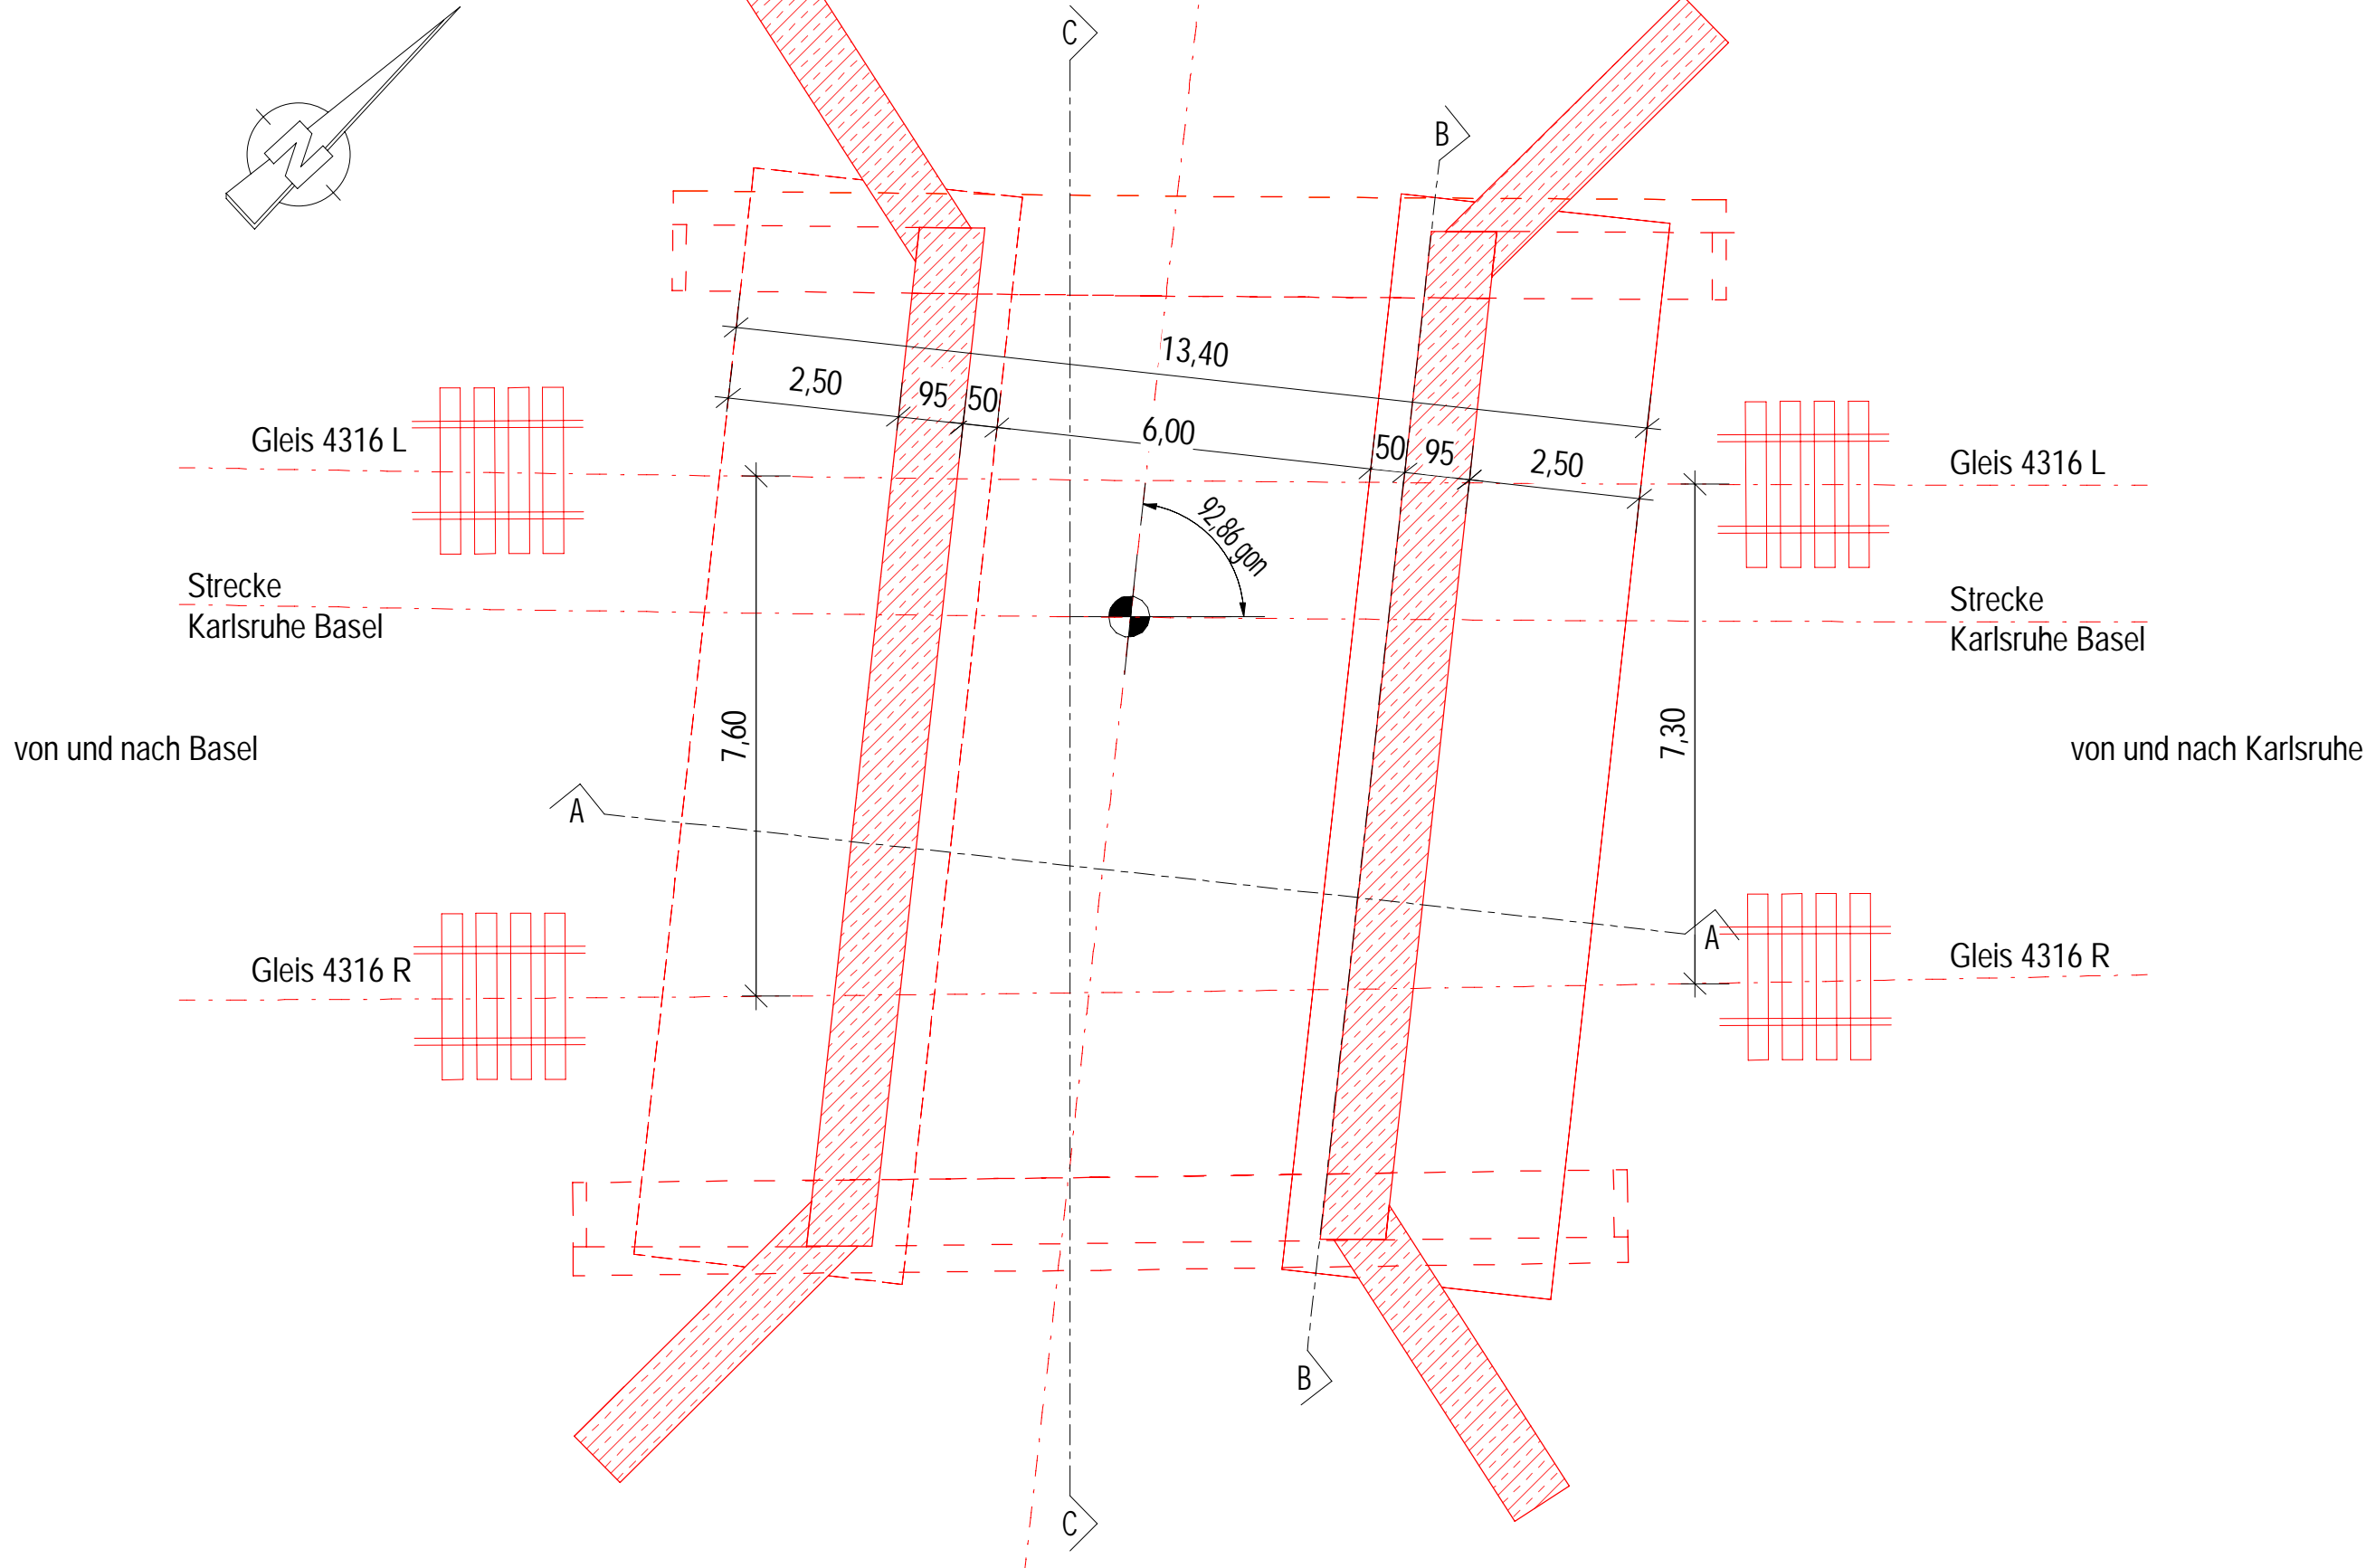 C
N
B
13,40
2,50
95
50
6,00
50
95
2,50
Gleis 4316 L
Gleis 4316 L
92,86 gon
Strecke
Karlsruhe Basel
Strecke
Karlsruhe Basel
7,60
7,30
von und nach Basel
von und nach Karlsruhe
A
A
Gleis 4316 R
Gleis 4316 R
B
C